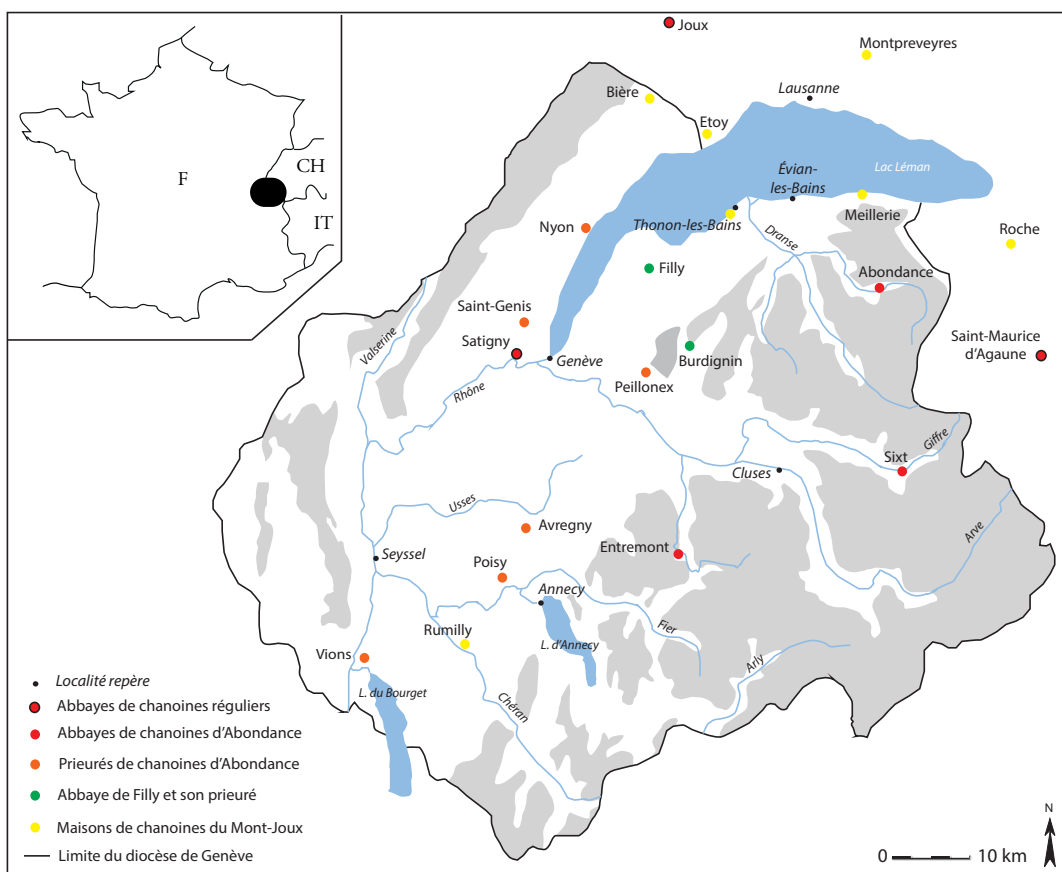 F
CH
IT
Joux
Montpreveyres
Bière
Lausanne
Etoy
Lac Léman
Évian-
les-Bains
Meillerie
Thonon-les-Bains
Nyon
Dranse
Roche
Filly
Abondance
Saint-Genis
Satigny
Valserine
Genève
Burdignin
Saint-Maurice
d'Agaune
Peillonex
Rhône
Giffre
Sixt
Cluses
Usses
Avregny
Arve
Entremont
Seyssel
Poisy
Annecy
Fier
Rumilly
L. d'Annecy
Vions
Arly
L. du Bourget
Chéran
Localité repère
Abbayes de chanoines réguliers
Abbayes de chanoines d'Abondance
Prieurés de chanoines d'Abondance
Abbaye de Filly et son prieuré
Maisons de chanoines du Mont-Joux
Limite du diocèse de Genève
0 10 km
N